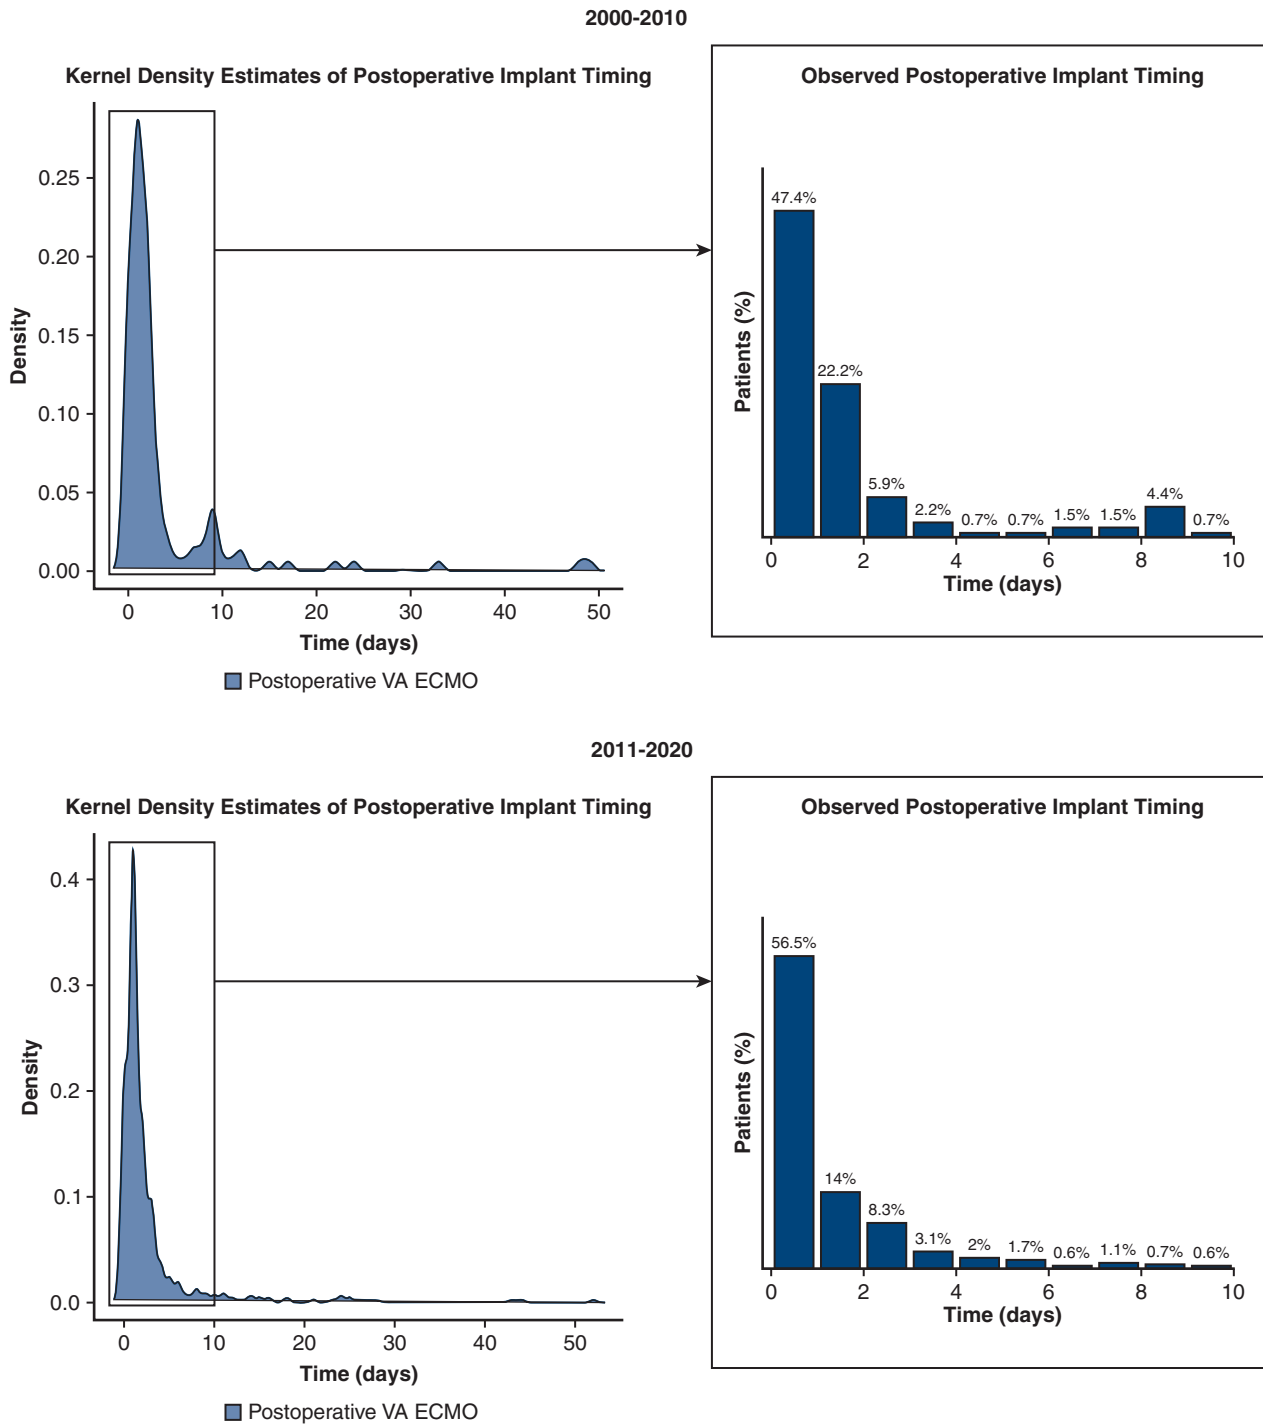 2000-2010
Kernel Density Estimates of Postoperative Implant Timing
Density
0.25
0.20
0.15
0.10
0.05
0.00
0 10 20 30 40 50
Time (days)
Postoperative VA ECMO
Observed Postoperative Implant Timing
Patients (%)
47.4%
22.2%
5.9%
2.2%
0.7%
0.7%
1.5%
1.5%
4.4%
0.7%
0 2 4 6 8 10
Time (days)
2011-2020
Kernel Density Estimates of Postoperative Implant Timing
Density
0.4
0.3
0.2
0.1
0.0
0 10 20 30 40 50
Time (days)
Postoperative VA ECMO
Observed Postoperative Implant Timing
Patients (%)
56.5%
14%
8.3%
3.1%
2%
1.7%
0.6%
1.1%
0.7%
0.6%
0 2 4 6 8 10
Time (days)